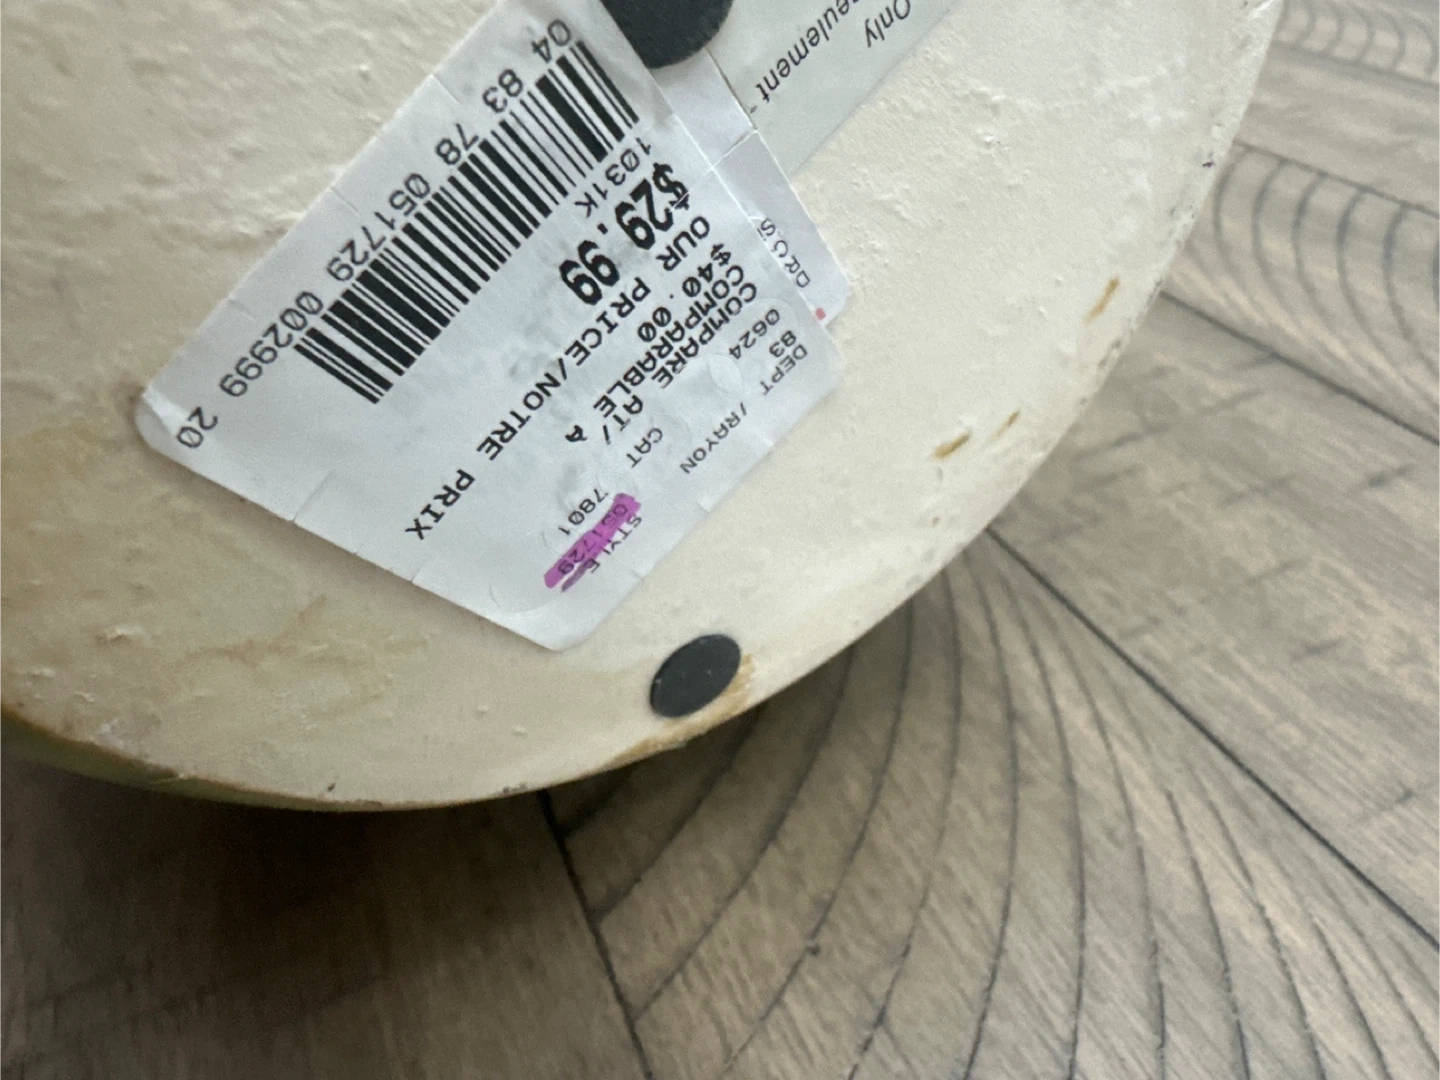 Only
seulement
DEPT /RAYON
83
0624
CAT
7801
STYLE
051729
COMPARE AT/
COMPARABLE À
$40.00
OUR PRICE/NOTRE PRIX
$29.99
1031K
04 83 78 051729 002999 20